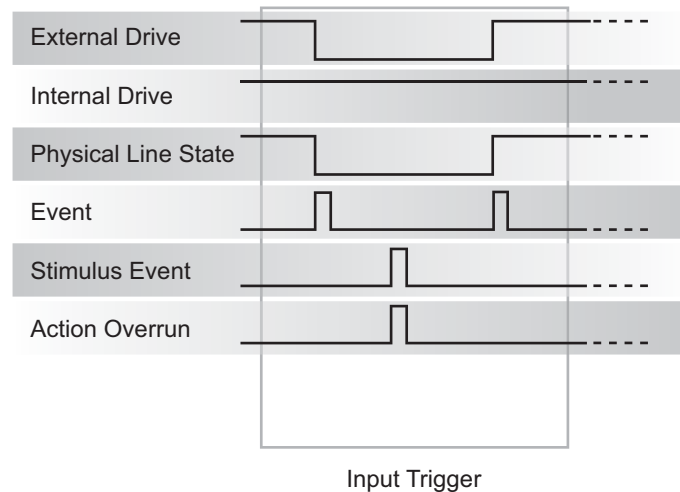 External Drive
Internal Drive
Physical Line State
Event
Stimulus Event
Action Overrun
Input Trigger